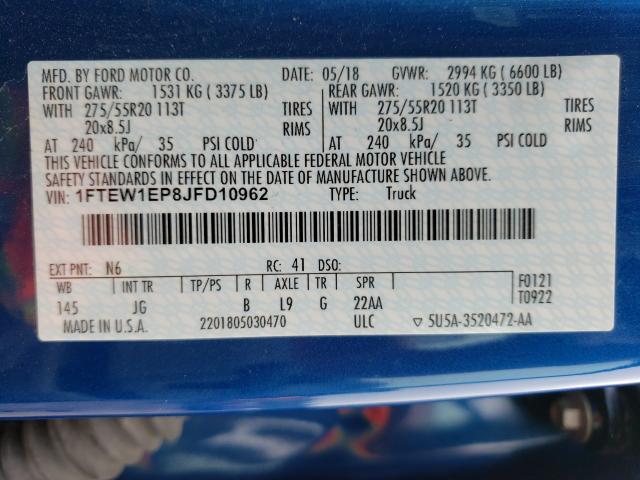 MFD. BY FORD MOTOR CO. DATE: 05/18 GVWR: 2994 KG ( 6600 LB)
FRONT GAWR: 1531 KG ( 3375 LB) REAR GAWR: 1520 KG ( 3350 LB)
WITH 275/55R20 113T TIRES WITH 275/55R20 113T TIRES
20x8.5J RIMS 20x8.5J RIMS
AT 240 kPa/ 35 PSI COLD AT 240 kPa/ 35 PSI COLD
THIS VEHICLE CONFORMS TO ALL APPLICABLE FEDERAL MOTOR VEHICLE
SAFETY STANDARDS IN EFFECT ON THE DATE OF MANUFACTURE SHOWN ABOVE.
VIN: 1FTEW1EP8JFD10962 TYPE: Truck
EXT PNT: N6 RC: 41 DSO:
WB INT TR TP/PS R AXLE TR SPR F0121
145 JG B L9 G 22AA T0922
MADE IN U.S.A. 2201805030470 ULC ▽ 5U5A-3520472-AA